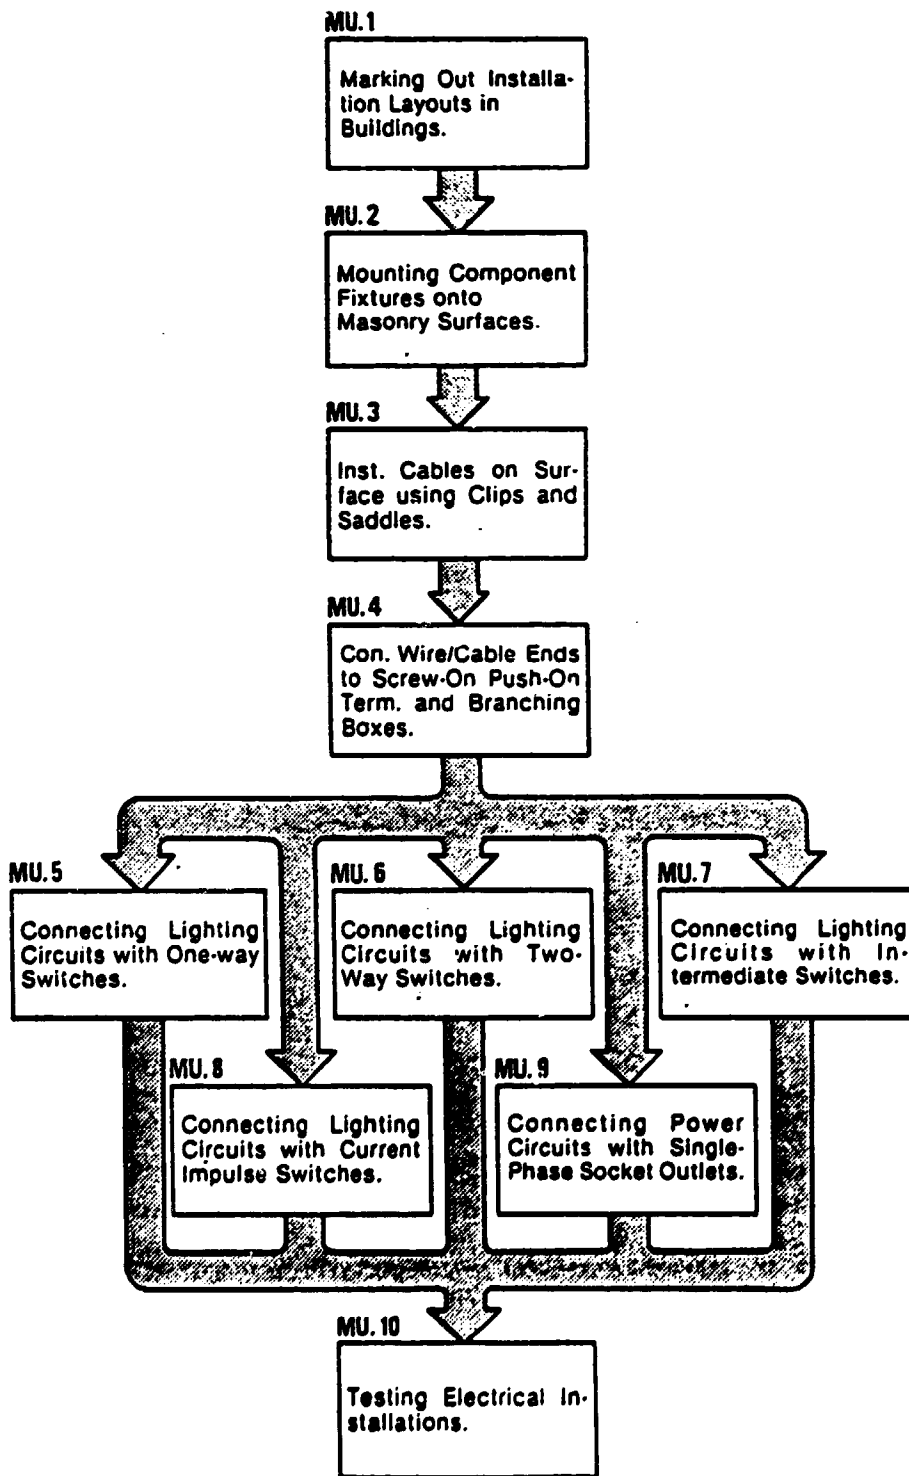 MU.1
Marking Out Installa-
tion Layouts in
Buildings.
MU.2
Mounting Component
Fixtures onto
Masonry Surfaces.
MU.3
Inst. Cables on Sur-
face using Clips and
Saddles.
MU.4
Con. Wire/Cable Ends
to Screw-On Push-On
Term. and Branching
Boxes.
MU.5
Connecting Lighting
Circuits with One-way
Switches.
MU.6
Connecting Lighting
Circuits with Two-
Way Switches.
MU.7
Connecting Lighting
Circuits with In-
termediate Switches.
MU.8
Connecting Lighting
Circuits with Current
Impulse Switches.
MU.9
Connecting Power
Circuits with Single-
Phase Socket Outlets.
MU.10
Testing Electrical In-
stallations.